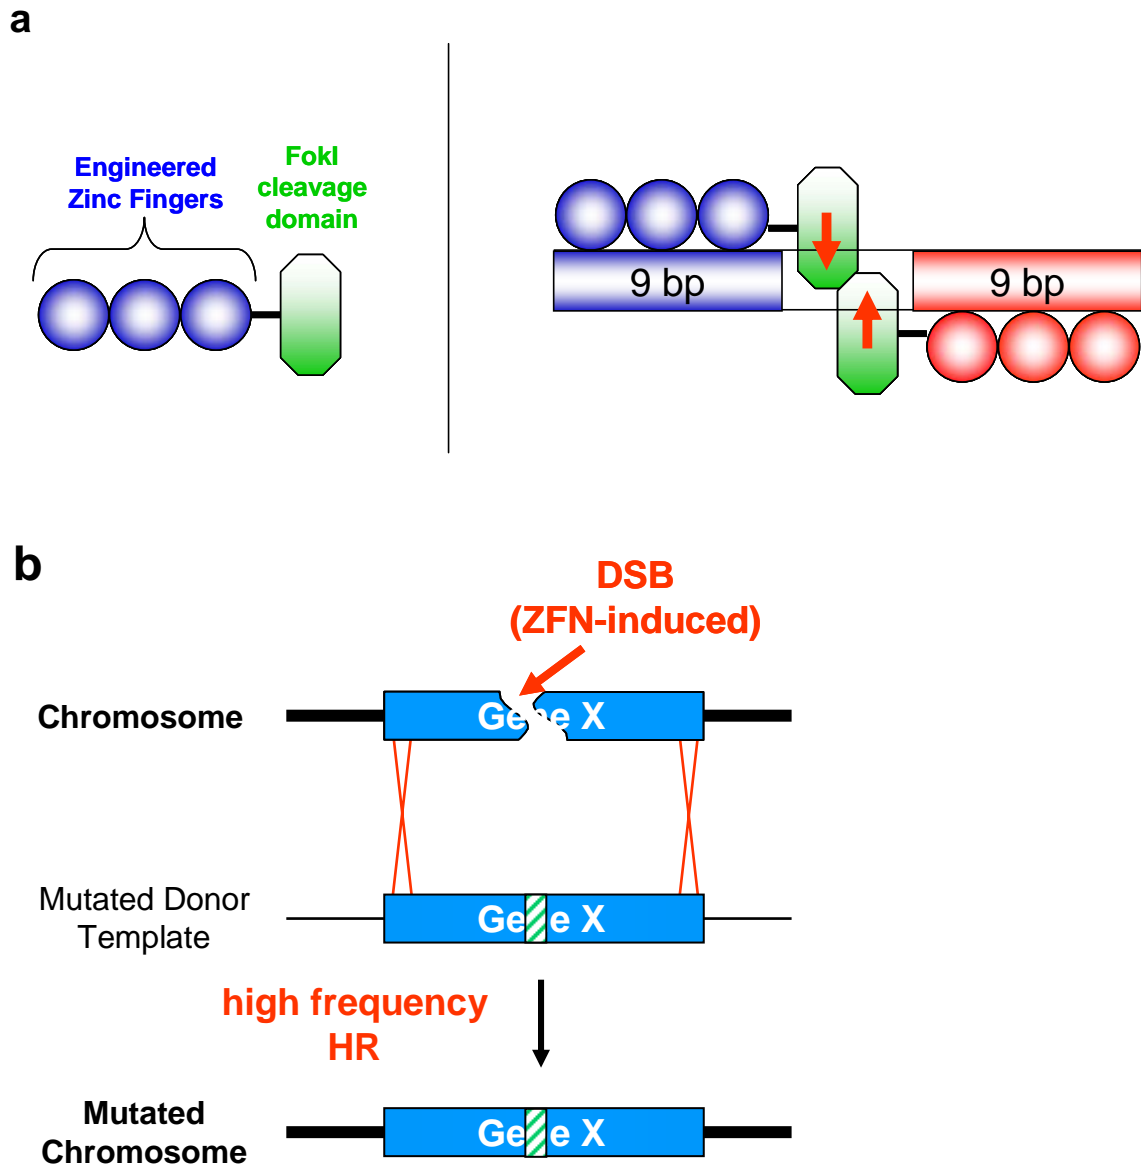 a
Engineered
Zinc Fingers
FokI
cleavage
domain
9 bp
9 bp
b
DSB
(ZFN-induced)
Chromosome
Gene X
Mutated Donor
Template
Gene X
high frequency
HR
Mutated
Chromosome
Gene X